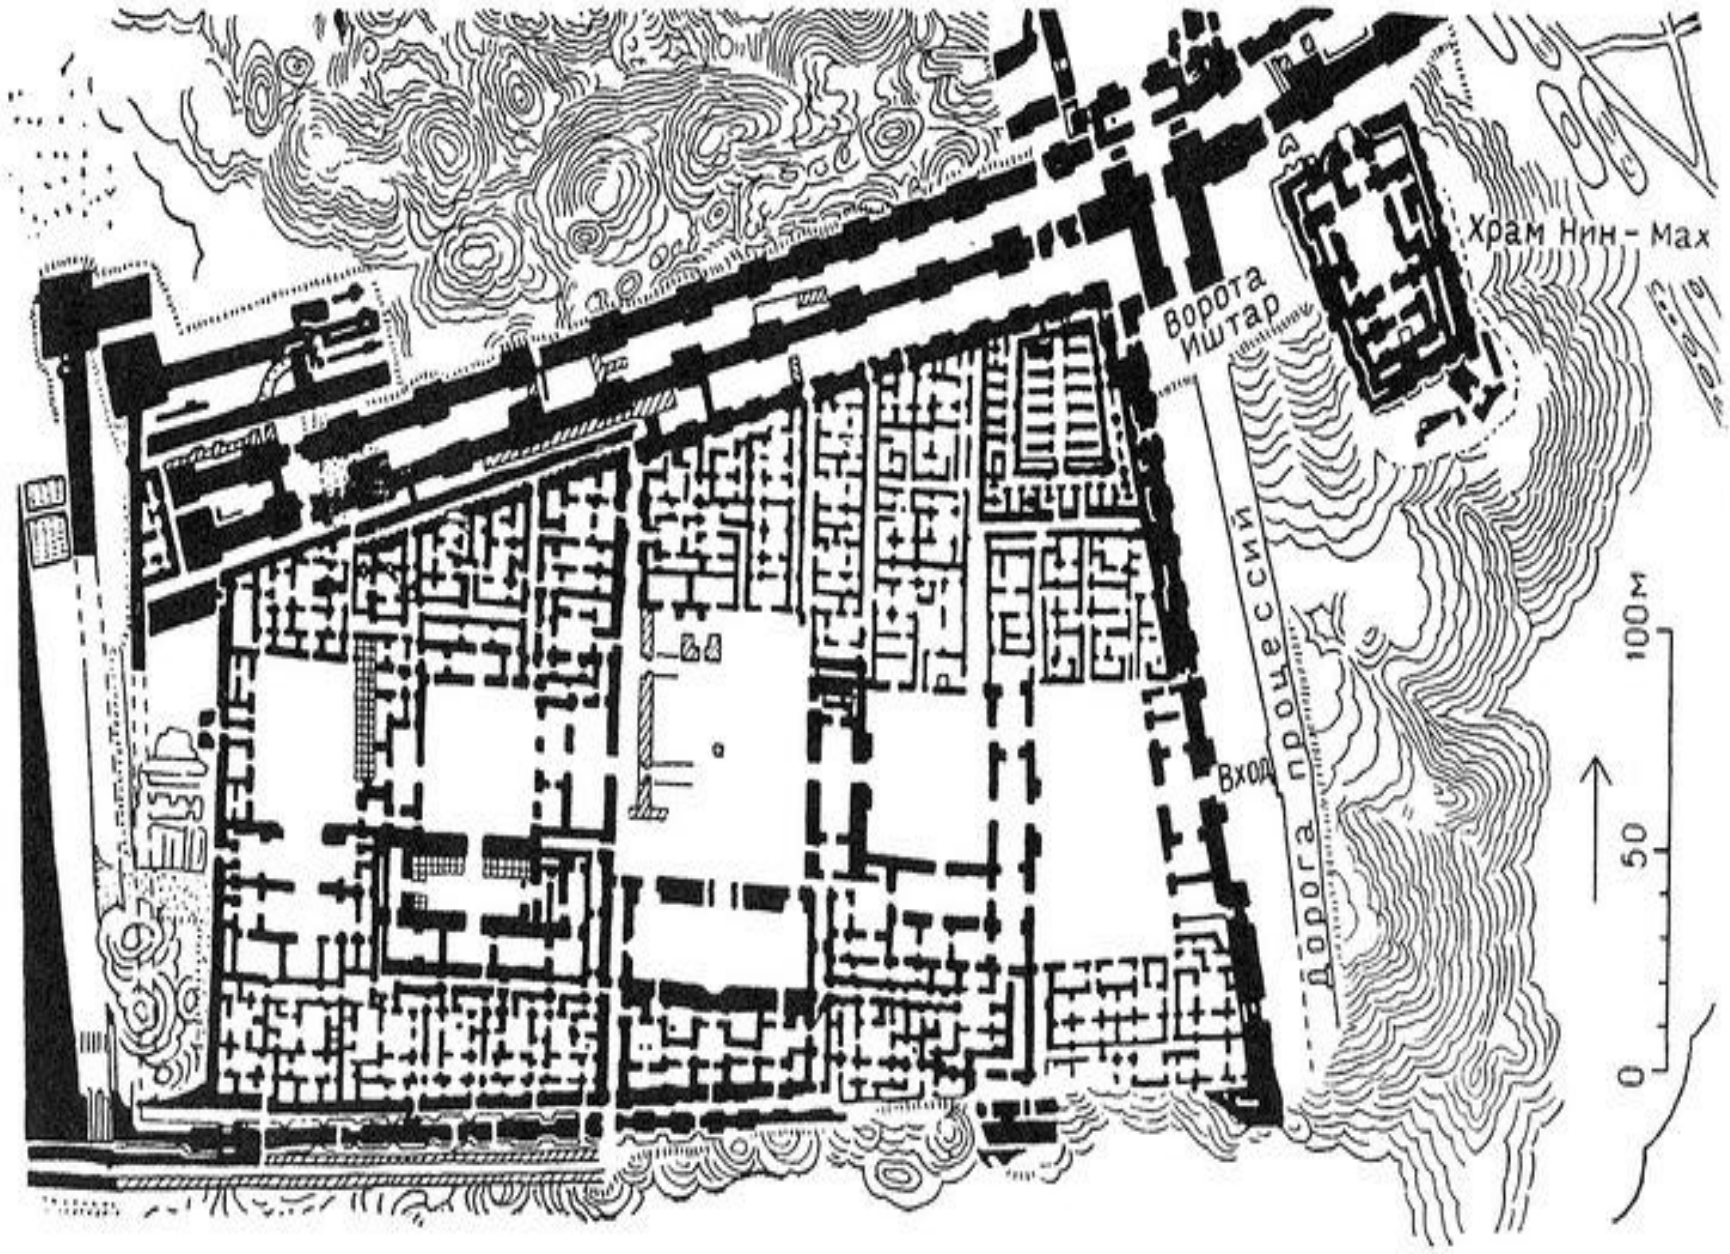 Храм Нин-Мах
Ворота
Иштар
Вход
Дорога процессий
0
50
100м